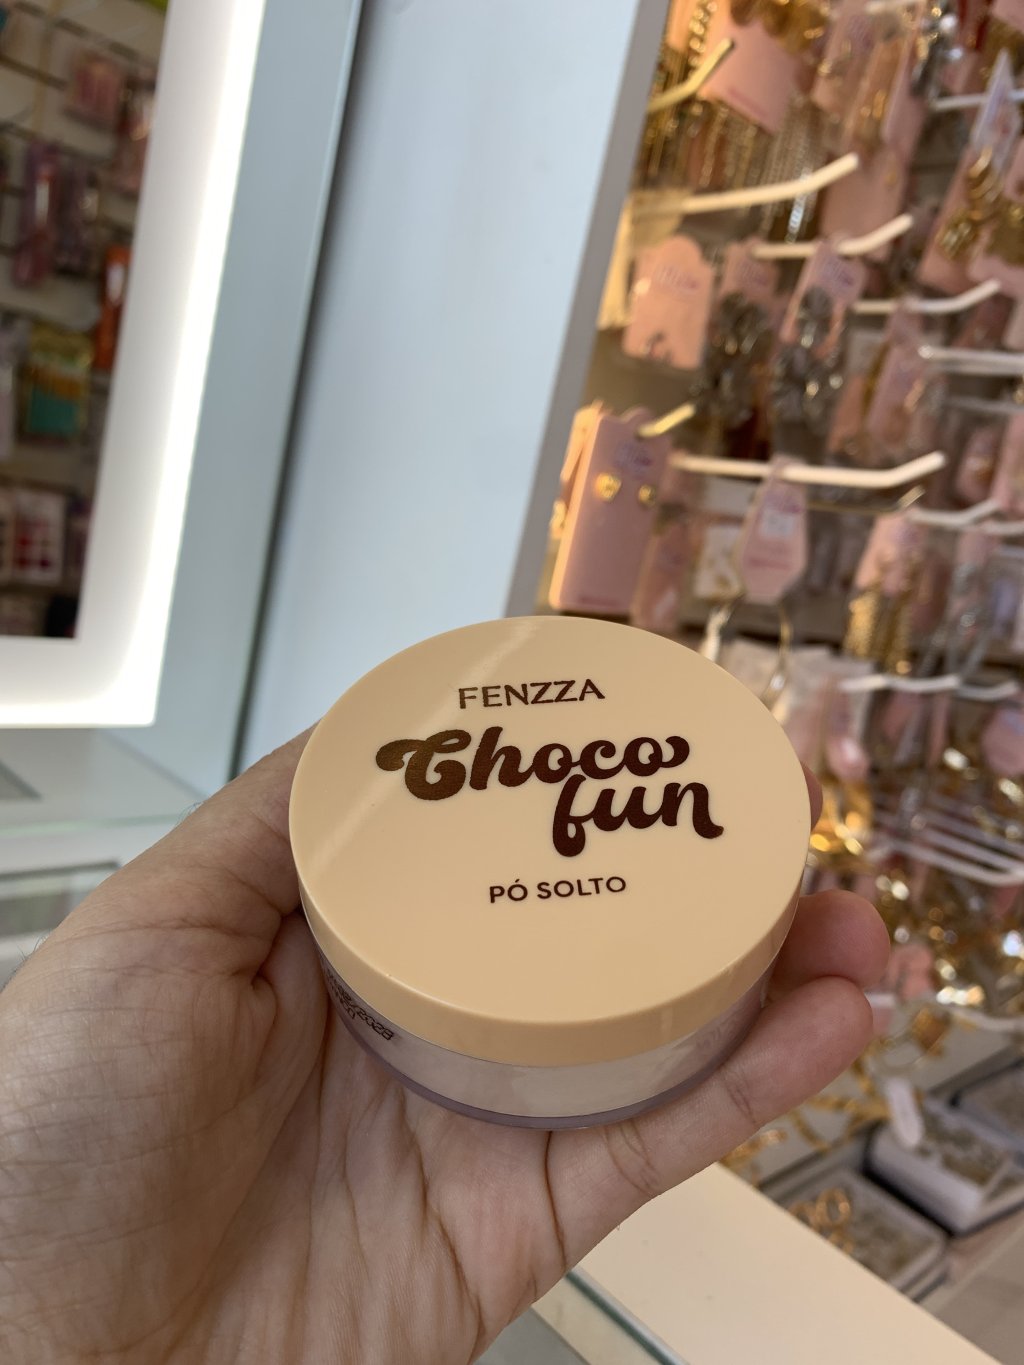 FENZZA
Choco
fun
PÓ SOLTO